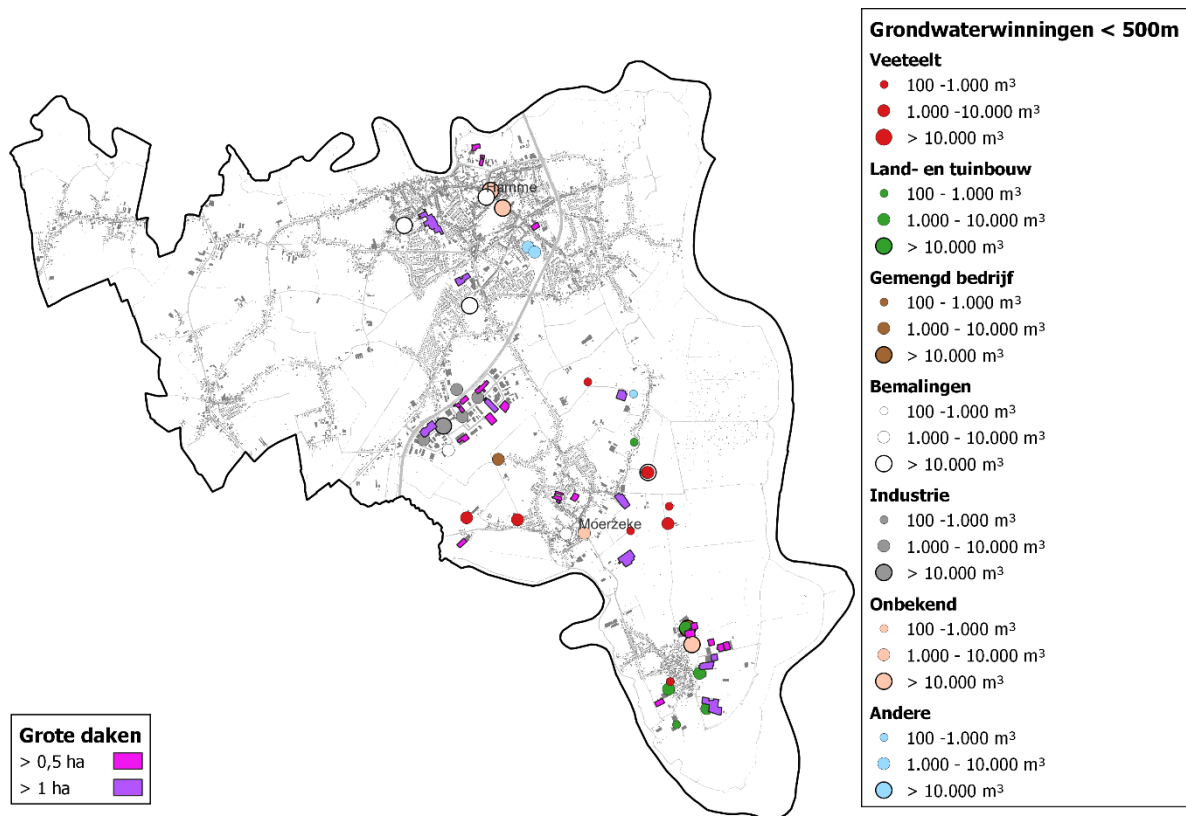 Grondwaterwinningen < 500m
Veeteelt
100 -1.000 m³
1.000 -10.000 m³
> 10.000 m³
Land- en tuinbouw
100 - 1.000 m³
1.000 - 10.000 m³
> 10.000 m³
Gemengd bedrijf
100 - 1.000 m³
1.000 - 10.000 m³
> 10.000 m³
Bemalingen
100 -1.000 m³
1.000 - 10.000 m³
> 10.000 m³
Industrie
100 -1.000 m³
1.000 - 10.000 m³
> 10.000 m³
Onbekend
100 -1.000 m³
1.000 - 10.000 m³
> 10.000 m³
Andere
100 -1.000 m³
1.000 - 10.000 m³
> 10.000 m³
Hamme
Moerzeke
Grote daken
> 0,5 ha
> 1 ha